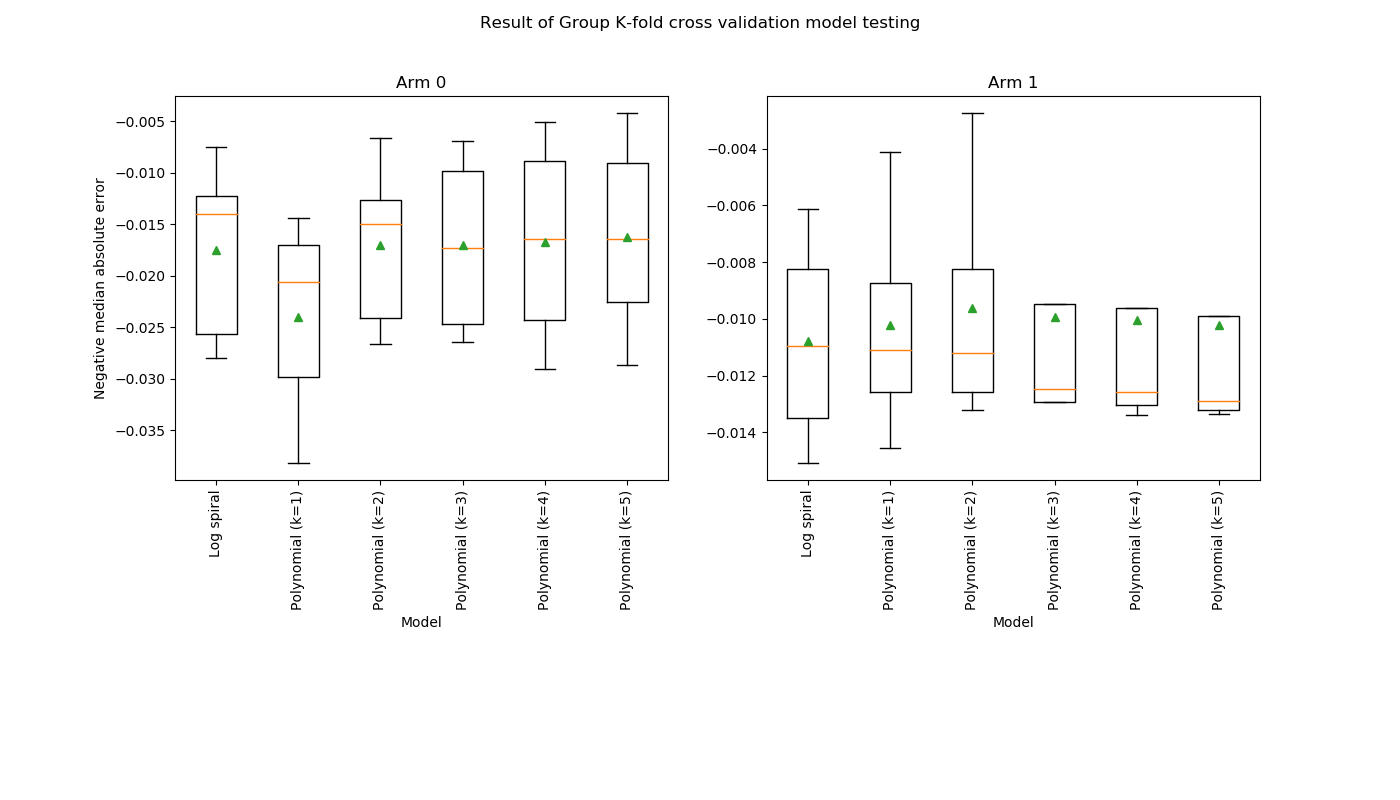 Result of Group K-fold cross validation model testing
Arm 0
Negative median absolute error
−0.005
−0.010
−0.015
−0.020
−0.025
−0.030
−0.035
Log spiral
Polynomial (k=1)
Polynomial (k=2)
Polynomial (k=3)
Polynomial (k=4)
Polynomial (k=5)
Model
Arm 1
−0.004
−0.006
−0.008
−0.010
−0.012
−0.014
Log spiral
Polynomial (k=1)
Polynomial (k=2)
Polynomial (k=3)
Polynomial (k=4)
Polynomial (k=5)
Model